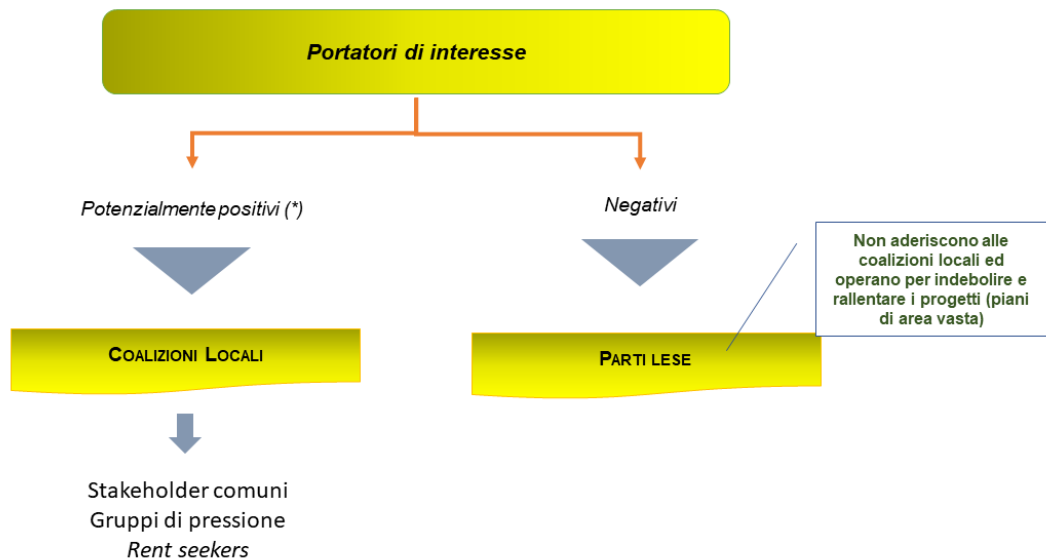 Portatori di interesse
Potenzialmente positivi (*)
Negativi
Non aderiscono alle
coalizioni locali ed
operano per indebolire e
rallentare i progetti (piani
di area vasta)
COALIZIONI LOCALI
PARTI LESE
Stakeholder comuni
Gruppi di pressione
Rent seekers